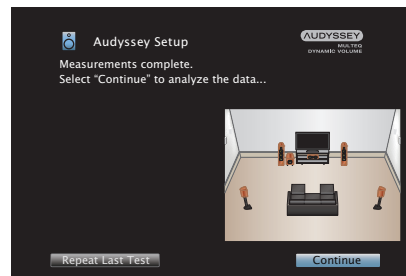 Audyssey Setup
AUDYSSEY
MULTEQ
DYNAMIC VOLUME
Measurements complete.
Select “Continue” to analyze the data...
Repeat Last Test
Continue